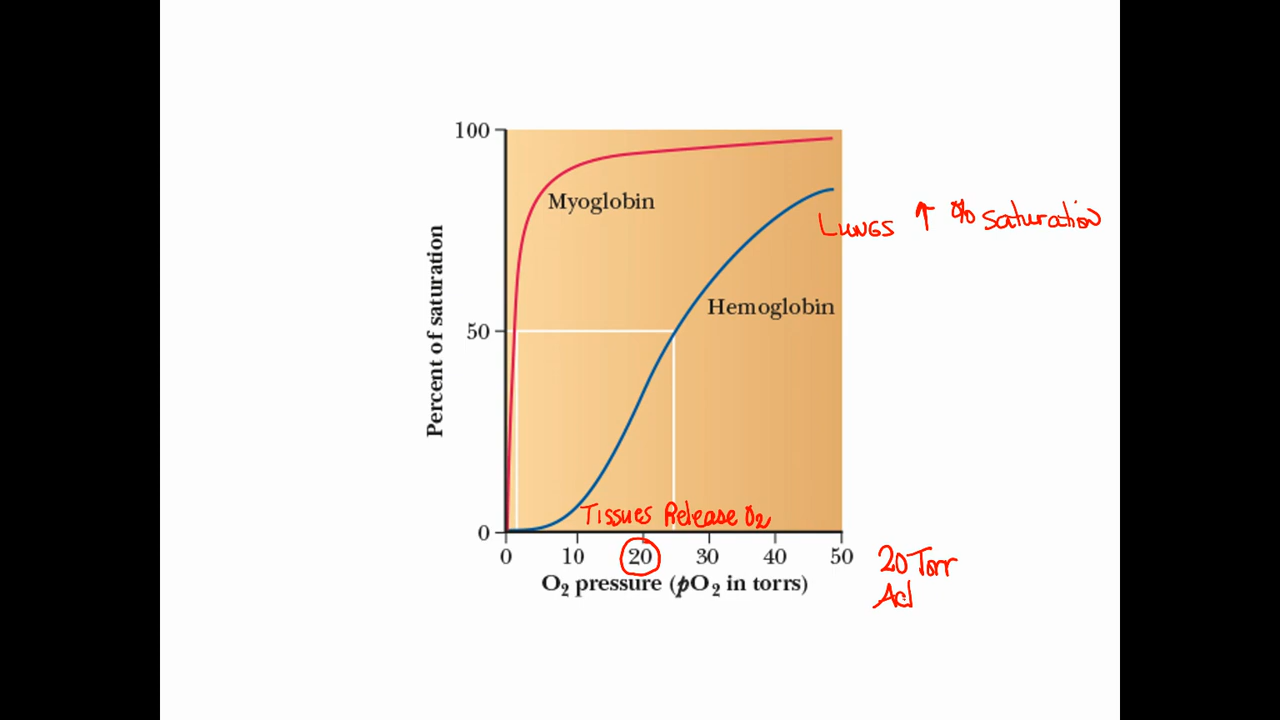 100
Myoglobin
LUNGS ↑ % Saturation
Percent of saturation
Hemoglobin
50
Tissues Release O2
0
0 10 20 30 40 50
20 Torr
O₂ pressure (pO₂ in torrs)